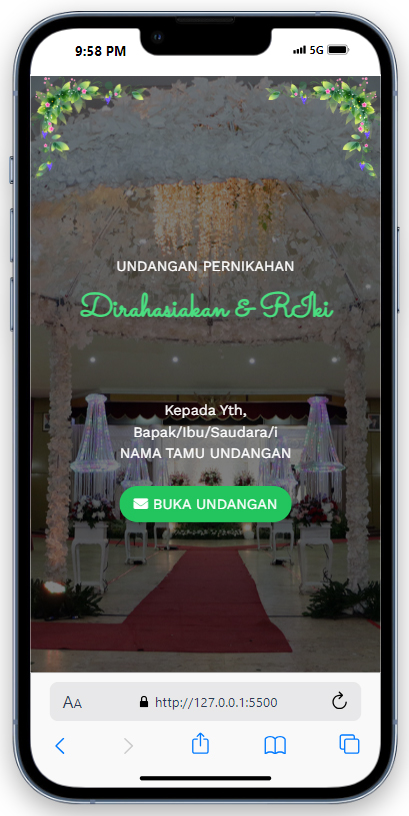 9:58 PM
5G
UNDANGAN PERNIKAHAN
Dirahasiakan & RIki
Kepada Yth,
Bapak/Ibu/Saudara/i
NAMA TAMU UNDANGAN
BUKA UNDANGAN
AA
http://127.0.0.1:5500